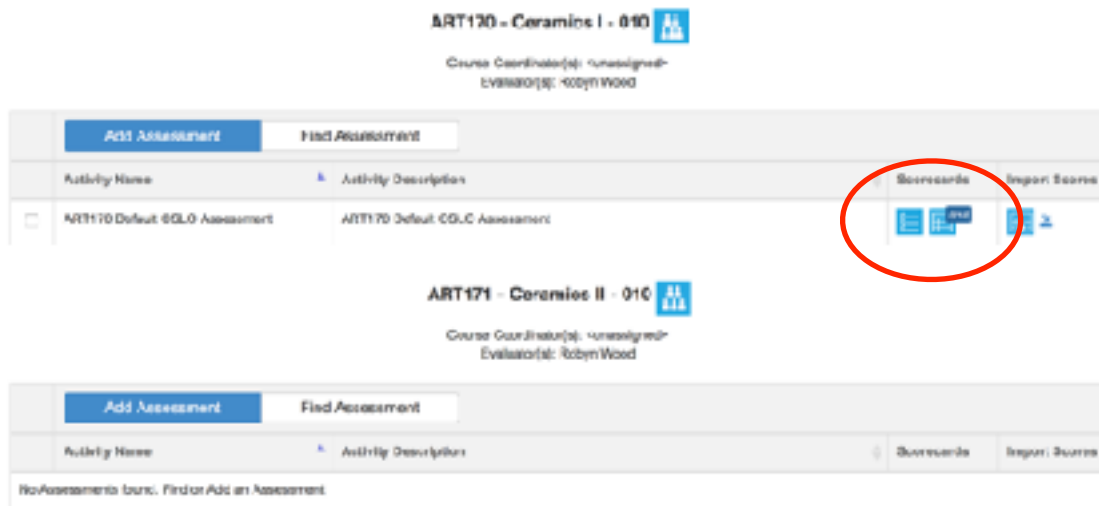 ART170 - Ceramics I - 010
Course Coordinator(s): <unassigned>
Evaluator(s): Robyn Wood
Add Assessment Find Assessment
Activity Name Activity Description Scorecards Import Scores
ART170 Default CSLO Assessment ART170 Default CSLO Assessment
ART171 - Ceramics II - 010
Course Coordinator(s): <unassigned>
Evaluator(s): Robyn Wood
Add Assessment Find Assessment
Activity Name Activity Description Scorecards Import Scores
No Assessments found. Find or Add an Assessment